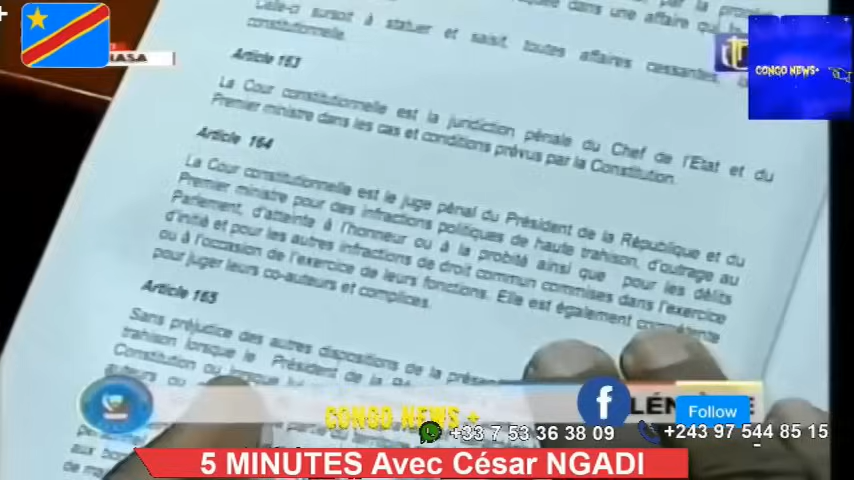 dans une affaire
Celle-ci sursoit à statuer et saisit, toutes affaires cessantes,
constitutionnelle.
Article 163
La Cour constitutionnelle est la juridiction pénale du Chef de l'Etat et du
Premier ministre dans les cas et conditions prévus par la Constitution.
Article 164
La Cour constitutionnelle est le juge pénal du Président de la République et du
Premier ministre pour des infractions politiques de haute trahison, d'outrage au
Parlement, d'atteinte à l'honneur ou à la probité ainsi que pour les délits
d'initié et pour les autres infractions de droit commun commises dans l'exercice
ou à l'occasion de l'exercice de leurs fonctions. Elle est également compétente
pour juger leurs co-auteurs et complices.
Article 165
Sans préjudice des autres dispositions de la
trahison lorsque le Président de la
Constitution ou lorsque
auteurs ou
CONGO NEWS+
CONGO NEWS +
Follow
+33 7 53 36 38 09
+243 97 544 85 15
5 MINUTES Avec César NGADI